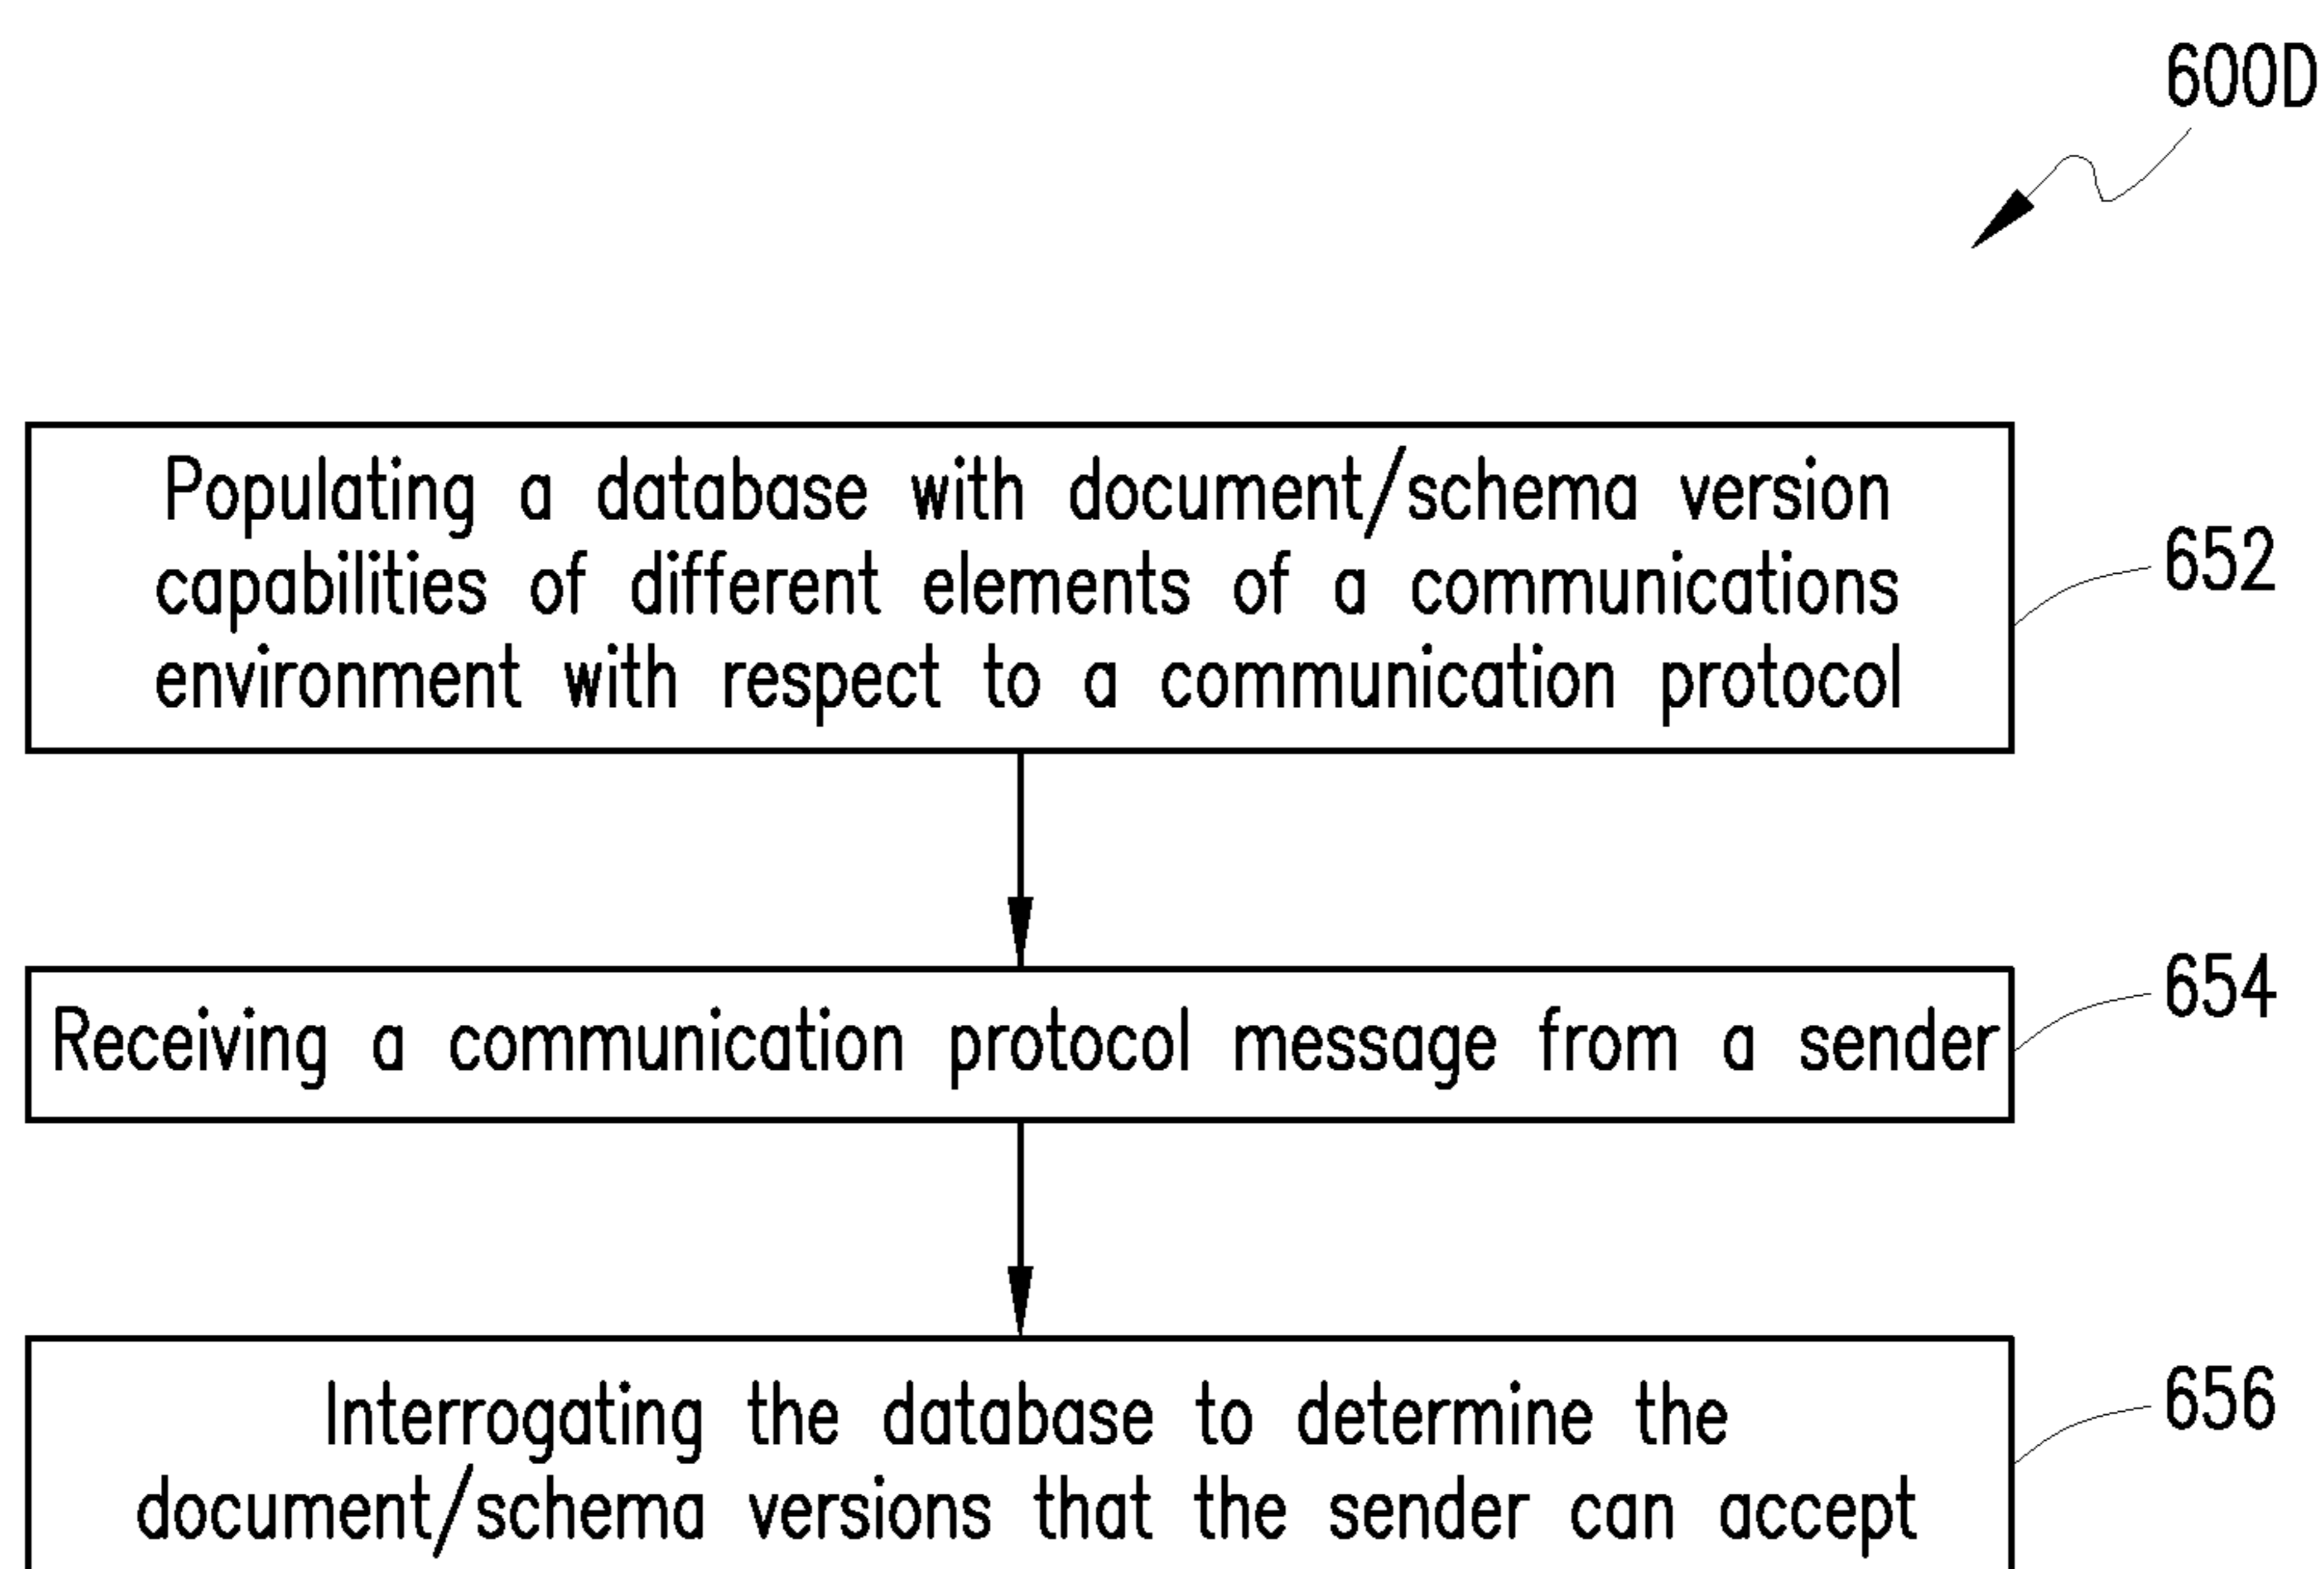 600D
Populating a database with document/schema version
capabilities of different elements of a communications
environment with respect to a communication protocol
652
Receiving a communication protocol message from a sender
654
Interrogating the database to determine the
document/schema versions that the sender can accept
656